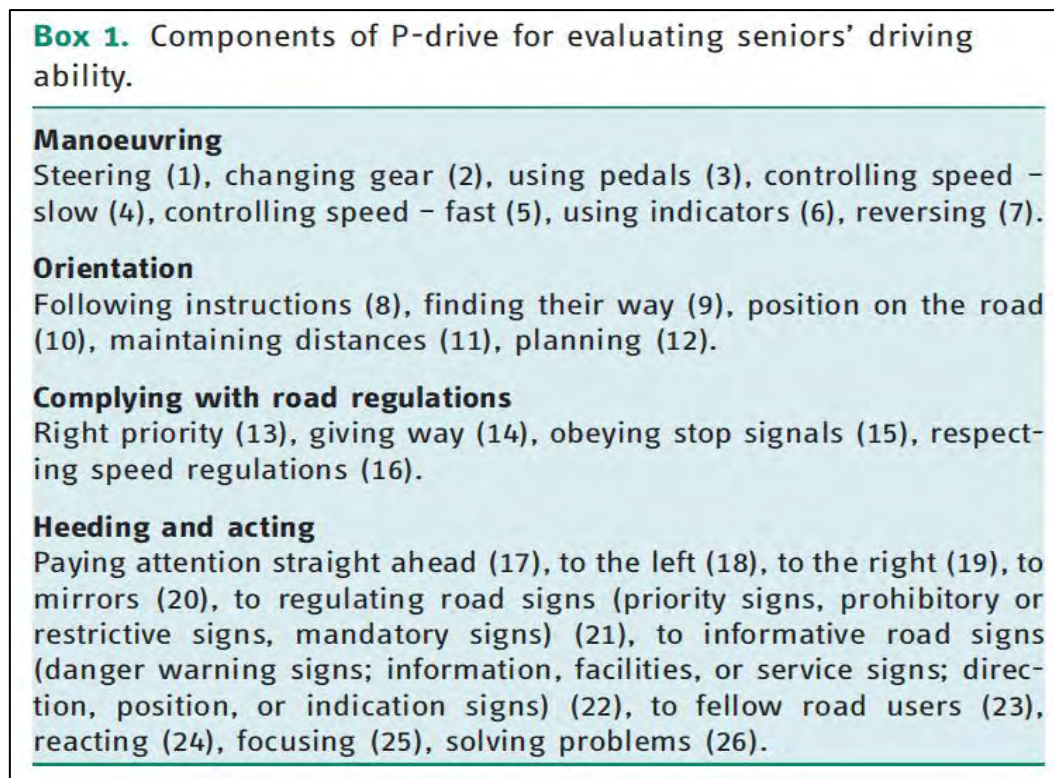 Box 1. Components of P-drive for evaluating seniors’ driving
ability.
Manoeuvring
Steering (1), changing gear (2), using pedals (3), controlling speed –
slow (4), controlling speed – fast (5), using indicators (6), reversing (7).
Orientation
Following instructions (8), finding their way (9), position on the road
(10), maintaining distances (11), planning (12).
Complying with road regulations
Right priority (13), giving way (14), obeying stop signals (15), respect-
ing speed regulations (16).
Heeding and acting
Paying attention straight ahead (17), to the left (18), to the right (19), to
mirrors (20), to regulating road signs (priority signs, prohibitory or
restrictive signs, mandatory signs) (21), to informative road signs
(danger warning signs; information, facilities, or service signs; direc-
tion, position, or indication signs) (22), to fellow road users (23),
reacting (24), focusing (25), solving problems (26).